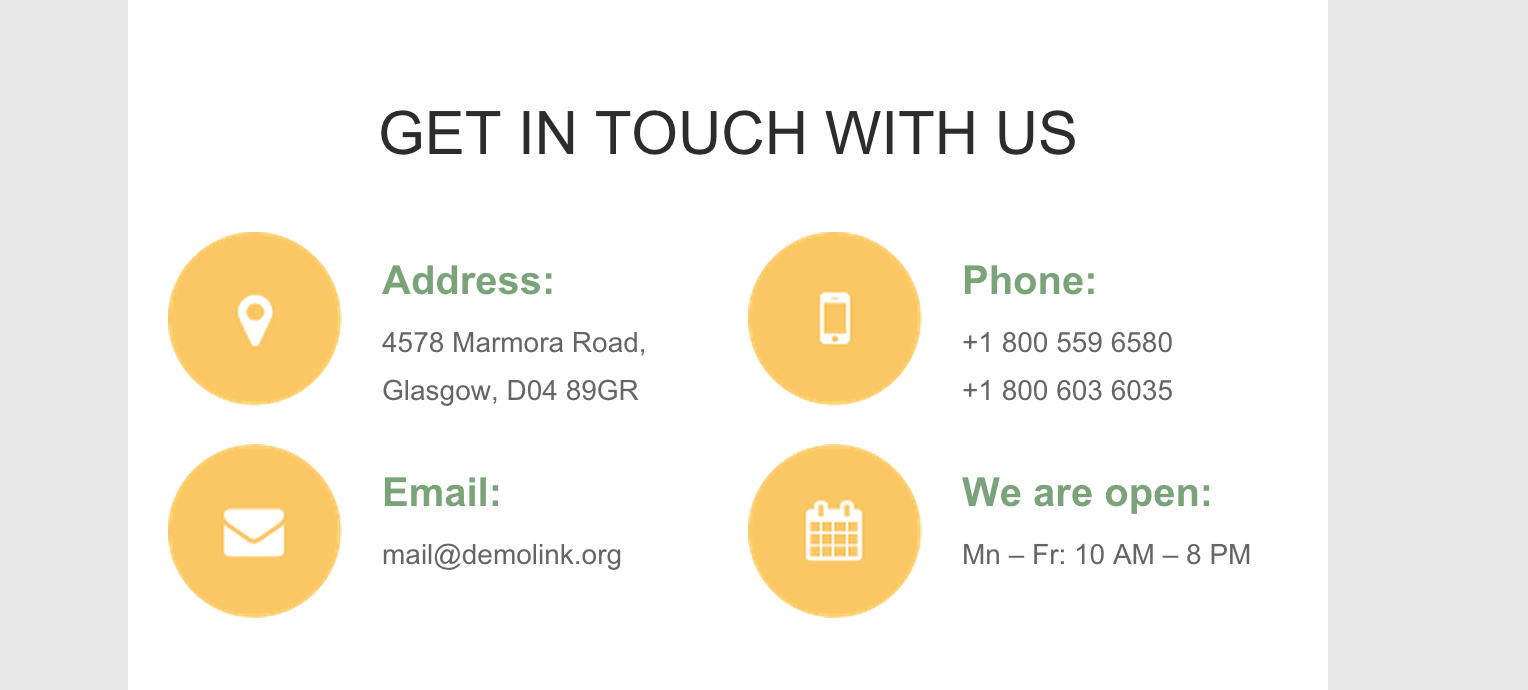 GET IN TOUCH WITH US
Address:
4578 Marmora Road,
Glasgow, D04 89GR
Phone:
+1 800 559 6580
+1 800 603 6035
Email:
mail@demolink.org
We are open:
Mn – Fr: 10 AM – 8 PM